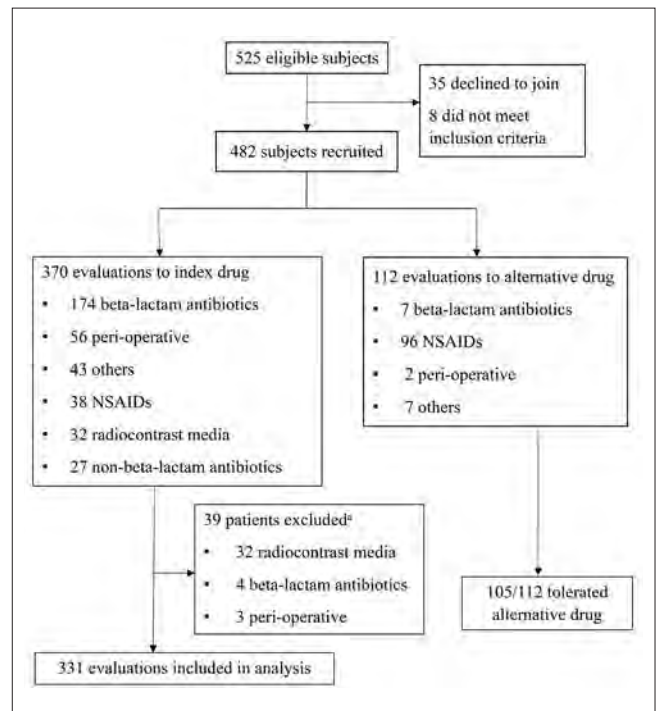 525 eligible subjects
35 declined to join
8 did not meet
inclusion criteria
482 subjects recruited
370 evaluations to index drug
• 174 beta-lactam antibiotics
• 56 peri-operative
• 43 others
• 38 NSAIDs
• 32 radiocontrast media
• 27 non-beta-lactam antibiotics
112 evaluations to alternative drug
• 7 beta-lactam antibiotics
• 96 NSAIDs
• 2 peri-operative
• 7 others
39 patients excludedª
• 32 radiocontrast media
• 4 beta-lactam antibiotics
• 3 peri-operative
105/112 tolerated
alternative drug
331 evaluations included in analysis